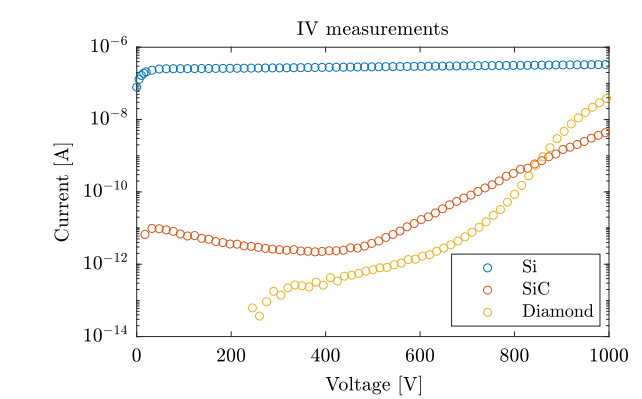 IV measurements
10^-6
10^-8
10^-10
10^-12
10^-14
Current [A]
0 200 400 600 800 1000
Voltage [V]
Si
SiC
Diamond